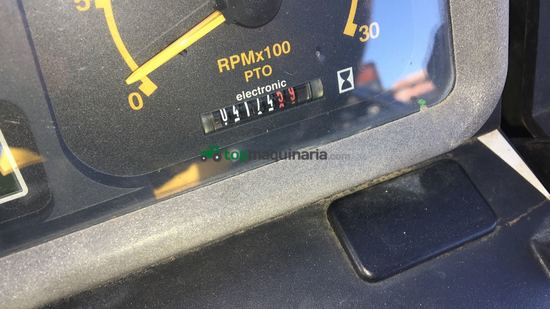 5
0
30
RPMx100
PTO
electronic
topmaquinaria.com